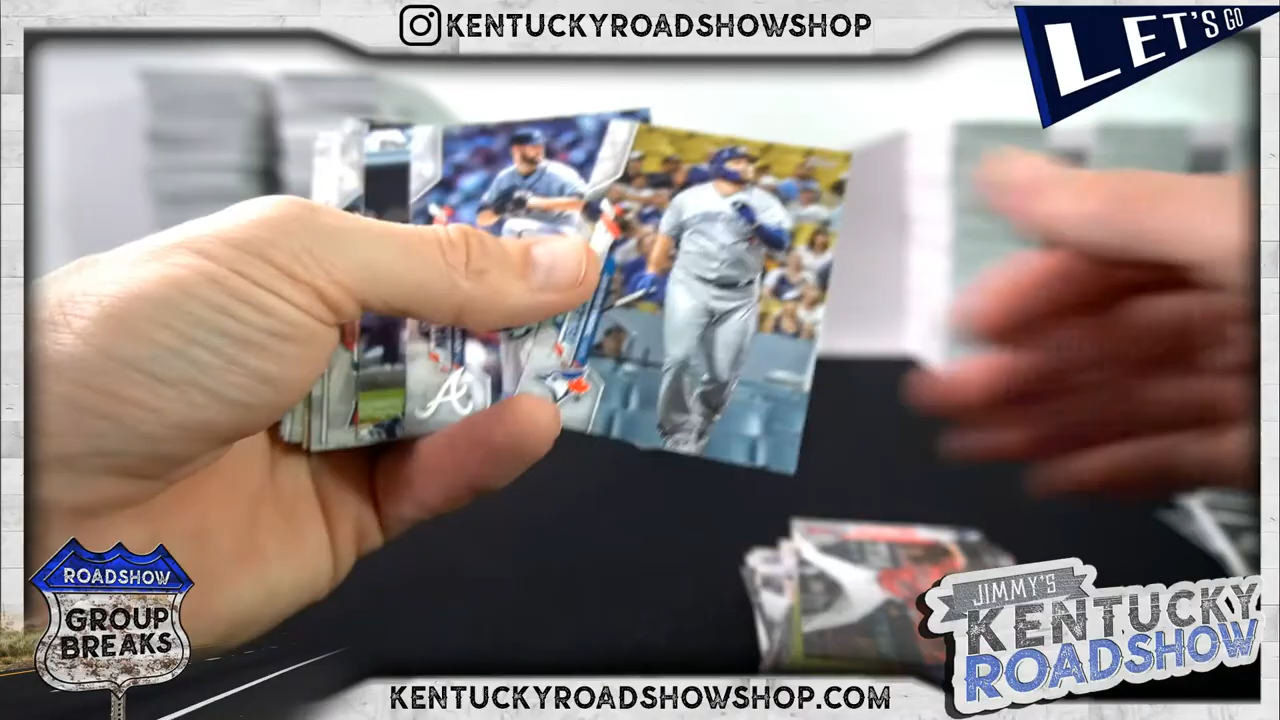 KENTUCKYROADSHOWSHOP
LET'S GO
A
ROADSHOW
GROUP
BREAKS
JIMMY'S
KENTUCKY
ROADSHOW
KENTUCKYROADSHOWSHOP.COM